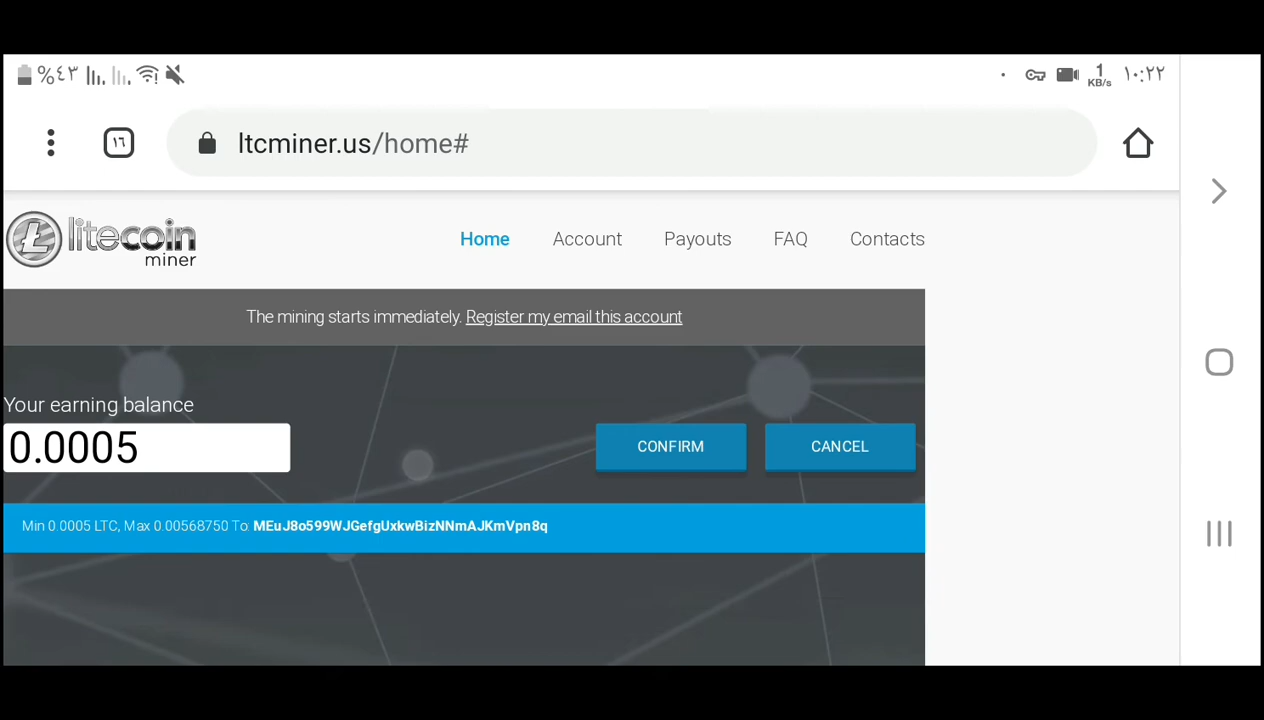 %٤٣
1 KB/s ١٠:٢٢
١٦ ltcminer.us/home#
litecoin miner
Home Account Payouts FAQ Contacts
The mining starts immediately. Register my email this account
Your earning balance
0.0005 CONFIRM CANCEL
Min 0.0005 LTC, Max 0.00568750 To: MEuJ8o599WJGefgUxkwBizNNmAJKmVpn8q